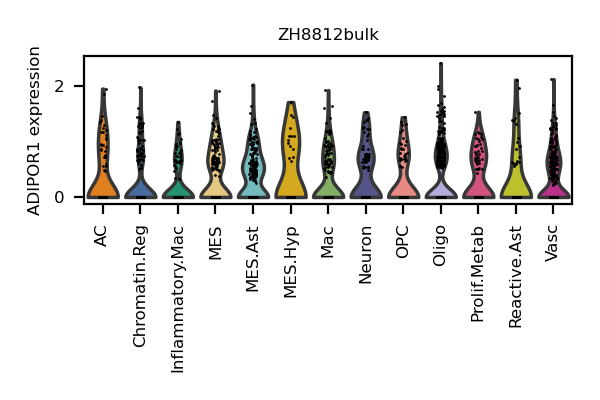 ZH8812bulk
ADIPOR1 expression
2
0
AC
Chromatin.Reg
Inflammatory.Mac
MES
MES.Ast
MES.Hyp
Mac
Neuron
OPC
Oligo
Prolif.Metab
Reactive.Ast
Vasc